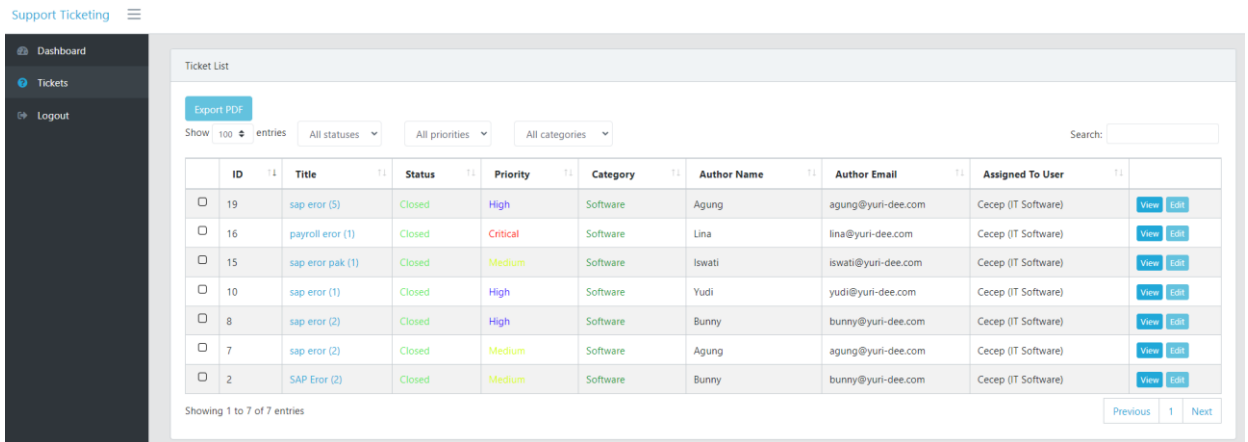 Support Ticketing
Dashboard
Tickets
Logout
Ticket List
Export PDF
Show 100 entries All statuses All priorities All categories Search:
ID Title Status Priority Category Author Name Author Email Assigned To User
19 sap eror (5) Closed High Software Agung agung@yuri-dee.com Cecep (IT Software) View Edit
16 payroll eror (1) Closed Critical Software Lina lina@yuri-dee.com Cecep (IT Software) View Edit
15 sap eror pak (1) Closed Medium Software Iswati iswati@yuri-dee.com Cecep (IT Software) View Edit
10 sap eror (1) Closed High Software Yudi yudi@yuri-dee.com Cecep (IT Software) View Edit
8 sap eror (2) Closed High Software Bunny bunny@yuri-dee.com Cecep (IT Software) View Edit
7 sap eror (2) Closed Medium Software Agung agung@yuri-dee.com Cecep (IT Software) View Edit
2 SAP Eror (2) Closed Medium Software Bunny bunny@yuri-dee.com Cecep (IT Software) View Edit
Showing 1 to 7 of 7 entries Previous 1 Next